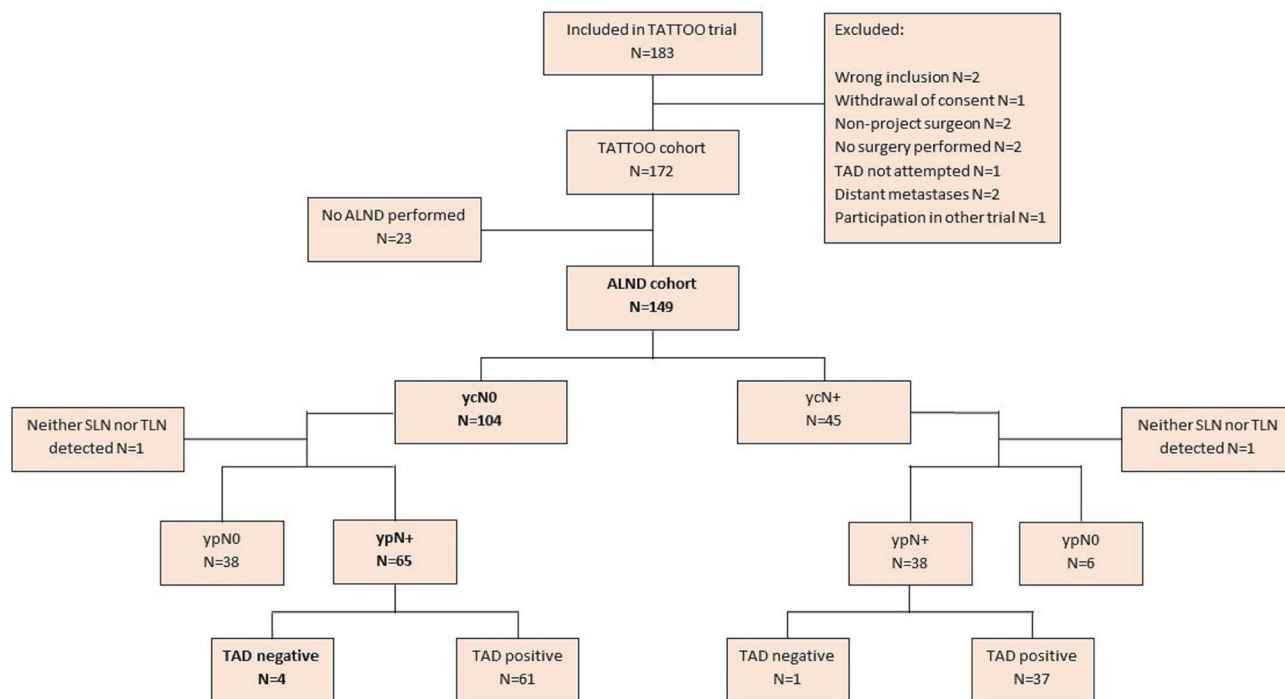 Included in TATTOO trial
N=183
Excluded:
Wrong inclusion N=2
Withdrawal of consent N=1
Non-project surgeon N=2
No surgery performed N=2
TAD not attempted N=1
Distant metastases N=2
Participation in other trial N=1
TATTOO cohort
N=172
No ALND performed
N=23
ALND cohort
N=149
ycN0
N=104
ycN+
N=45
Neither SLN nor TLN
detected N=1
Neither SLN nor TLN
detected N=1
ypN0
N=38
ypN+
N=65
ypN+
N=38
ypN0
N=6
TAD negative
N=4
TAD positive
N=61
TAD negative
N=1
TAD positive
N=37